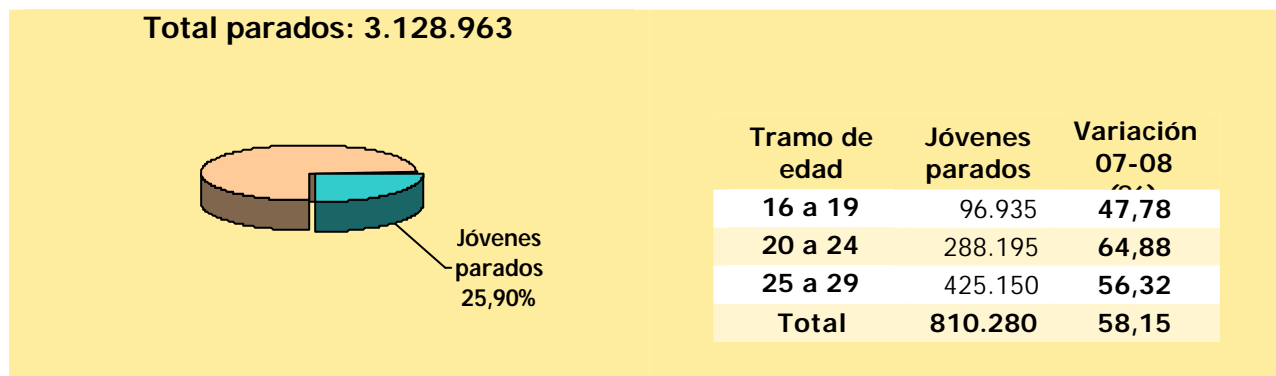 Total parados: 3.128.963
Jóvenes
parados
25,90%
Tramo de edad Jóvenes parados Variación 07-08
16 a 19 96.935 47,78
20 a 24 288.195 64,88
25 a 29 425.150 56,32
Total 810.280 58,15